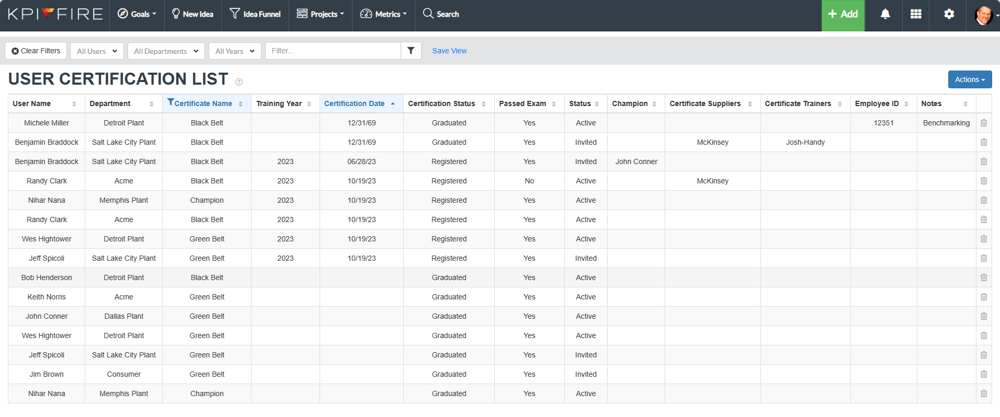 KPI FIRE Goals New Idea Idea Funnel Projects Metrics Search + Add
Clear Filters All Users All Departments All Years Filter... Save View
USER CERTIFICATION LIST ? Actions
User Name Department Certificate Name Training Year Certification Date Certification Status Passed Exam Status Champion Certificate Suppliers Certificate Trainers Employee ID Notes
Michele Miller Detroit Plant Black Belt 12/31/69 Graduated Yes Active 12351 Benchmarking
Benjamin Braddock Salt Lake City Plant Black Belt 12/31/69 Graduated Yes Invited McKinsey Josh-Handy
Benjamin Braddock Salt Lake City Plant Black Belt 2023 06/28/23 Registered Yes Invited John Conner
Randy Clark Acme Black Belt 2023 10/19/23 Registered No Active McKinsey
Nihar Nana Memphis Plant Champion 2023 10/19/23 Registered Yes Active
Randy Clark Acme Black Belt 2023 10/19/23 Registered Yes Active
Wes Hightower Detroit Plant Green Belt 2023 10/19/23 Registered Yes Active
Jeff Spicoli Salt Lake City Plant Green Belt 2023 10/19/23 Registered Yes Invited
Bob Henderson Detroit Plant Black Belt Graduated Yes Active
Keith Norris Acme Green Belt Graduated Yes Active
John Conner Dallas Plant Green Belt Graduated Yes Active
Wes Hightower Detroit Plant Green Belt Graduated Yes Active
Jeff Spicoli Salt Lake City Plant Green Belt Graduated Yes Invited
Jim Brown Consumer Green Belt Graduated Yes Invited
Nihar Nana Memphis Plant Champion Graduated Yes Active